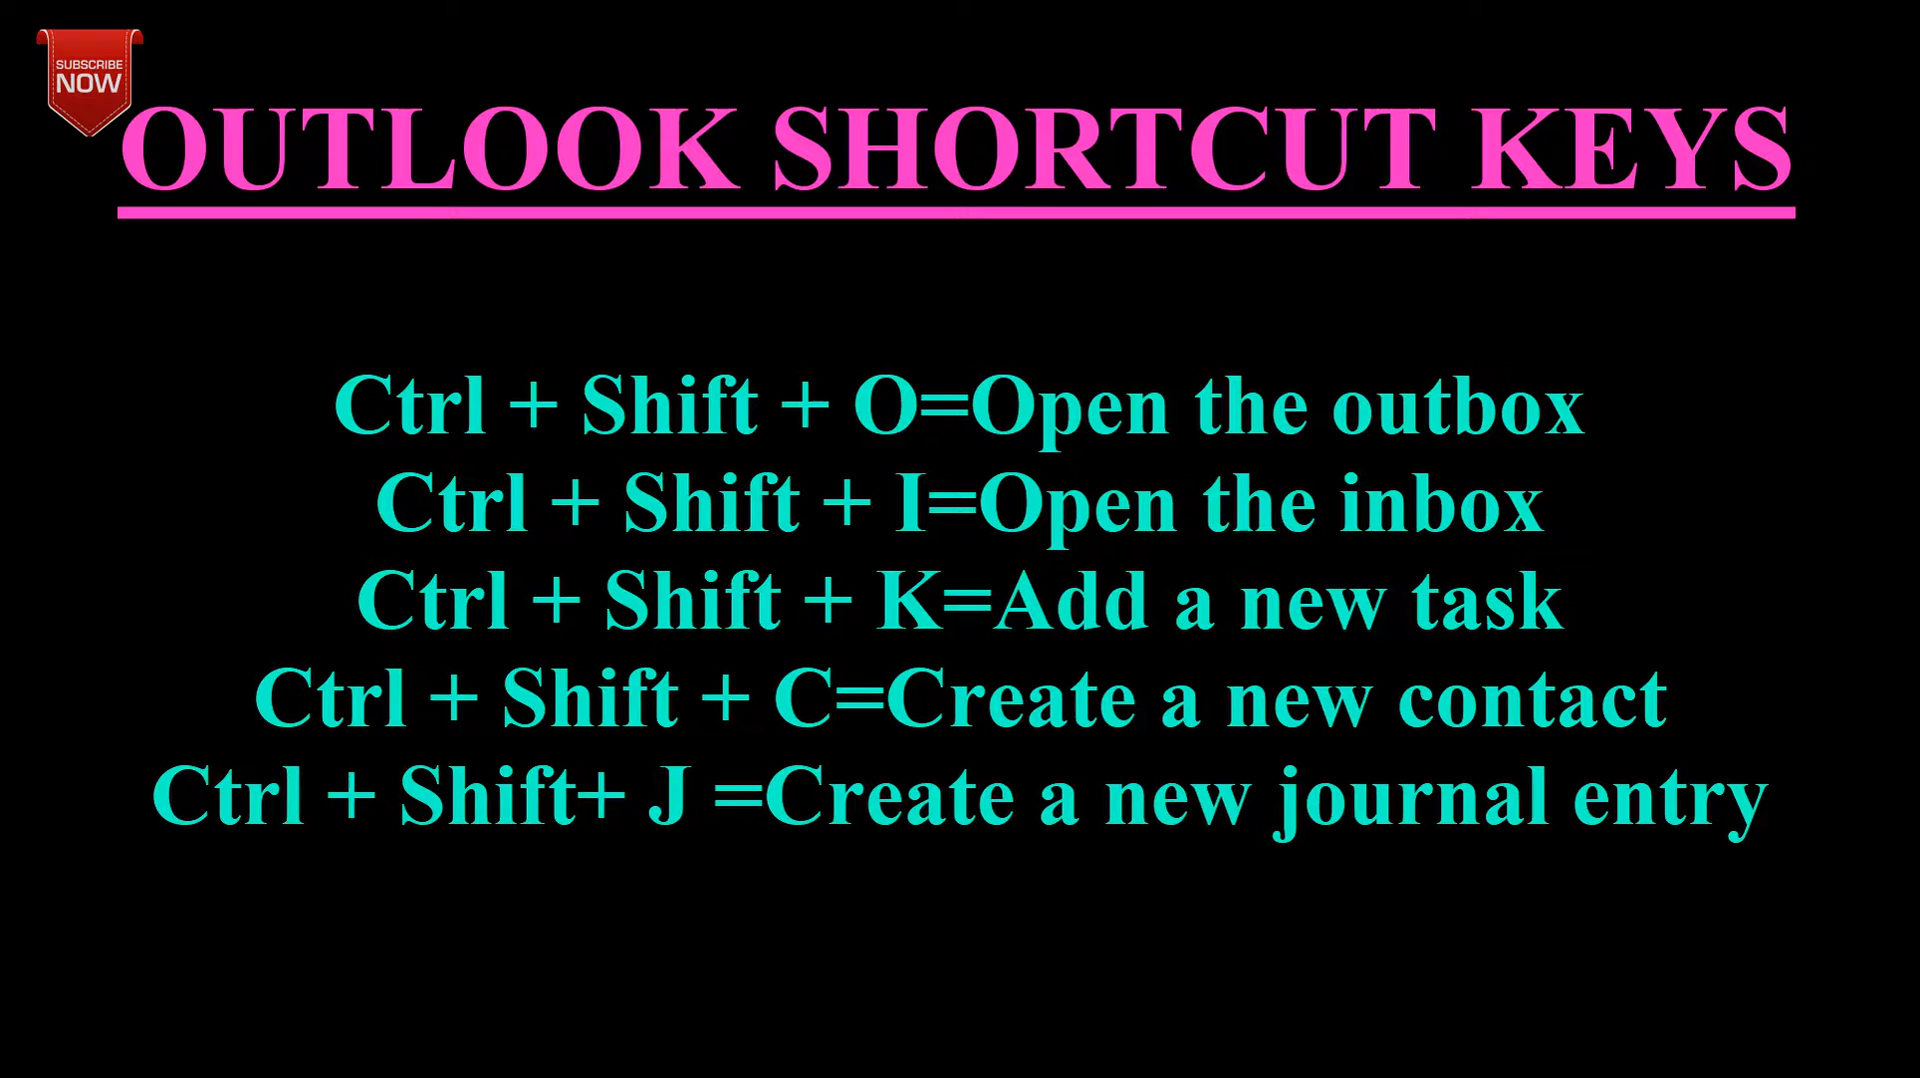 SUBSCRIBE
NOW
OUTLOOK SHORTCUT KEYS
Ctrl + Shift + O=Open the outbox
Ctrl + Shift + I=Open the inbox
Ctrl + Shift + K=Add a new task
Ctrl + Shift + C=Create a new contact
Ctrl + Shift+ J =Create a new journal entry